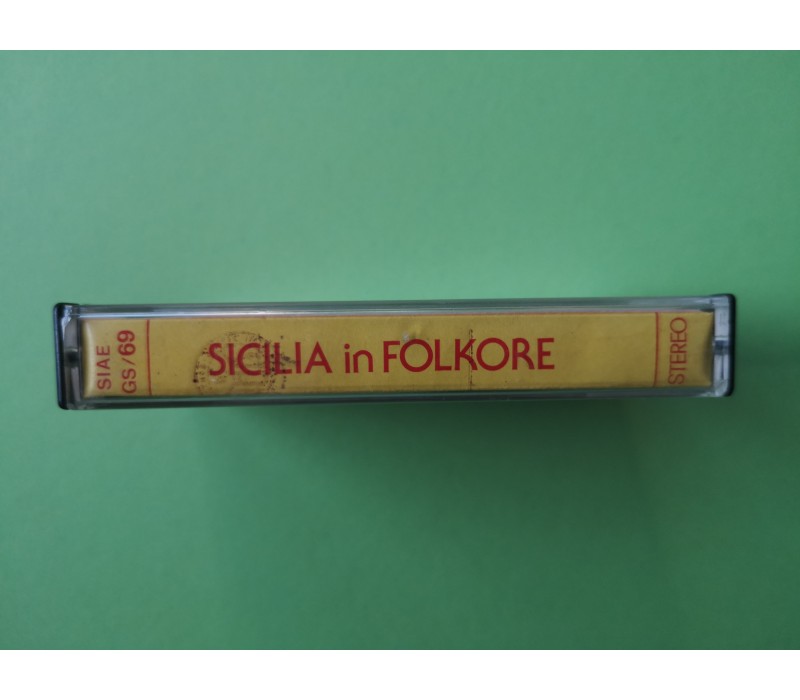 SIAE
GS/69
SICILIA in FOLKORE
STEREO